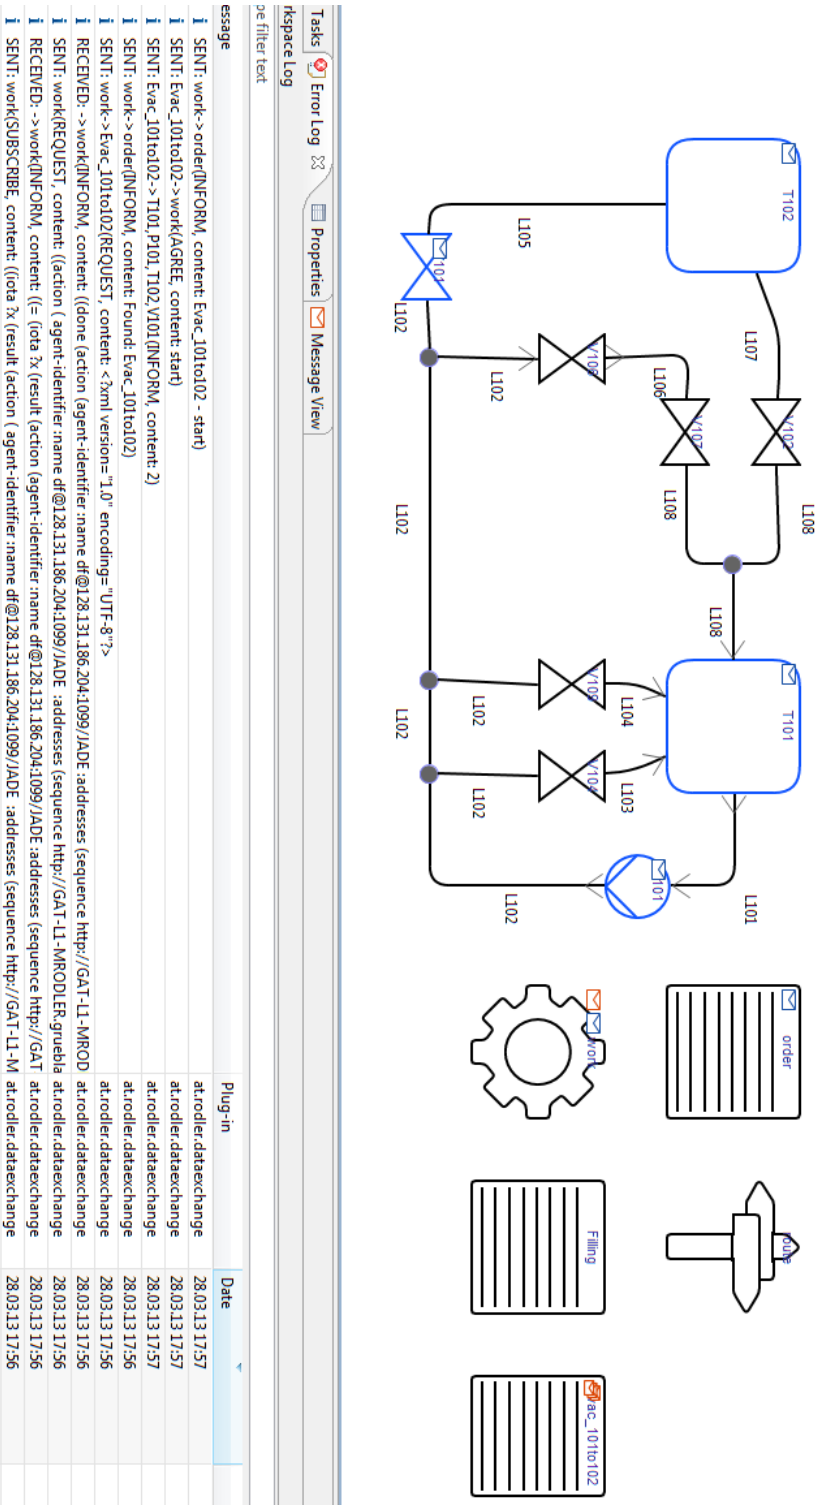 T102
T101
order
route
L107
V102
L108
L101
L105
101
L102
L102
V106
L106
V107
L108
L108
L104
L103
101
work
Filling
ac_101to102
L102
L102
L102
L102
L102
Tasks Error Log Properties Message View
rkspace Log
pe filter text
essage Plug-in Date
SENT: work->order(INFORM, content: Evac_101to102 - start) at.rodler.dataexchange 28.03.13 17:57
SENT: Evac_101to102->work(AGREE, content: start) at.rodler.dataexchange 28.03.13 17:57
SENT: Evac_101to102->T101,P101,T102,V101(INFORM, content: 2) at.rodler.dataexchange 28.03.13 17:57
SENT: work->order(INFORM, content: Found: Evac_101to102) at.rodler.dataexchange 28.03.13 17:56
SENT: work->Evac_101to102(REQUEST, content: <?xml version="1.0" encoding="UTF-8"?> at.rodler.dataexchange 28.03.13 17:56
RECEIVED: ->work(INFORM, content: ((done (action (agent-identifier :name df@128.131.186.204:1099/JADE :addresses (sequence http://GAT-L1-MROD at.rodler.dataexchange 28.03.13 17:56
SENT: work(REQUEST, content: ((action ( agent-identifier :name df@128.131.186.204:1099/JADE :addresses (sequence http://GAT-L1-MRODLER.gruebla at.rodler.dataexchange 28.03.13 17:56
RECEIVED: ->work(INFORM, content: ((= (iota ?x (result (action (agent-identifier :name df@128.131.186.204:1099/JADE :addresses (sequence http://GAT at.rodler.dataexchange 28.03.13 17:56
SENT: work(SUBSCRIBE, content: ((iota ?x (result (action ( agent-identifier :name df@128.131.186.204:1099/JADE :addresses (sequence http://GAT-L1-M at.rodler.dataexchange 28.03.13 17:56